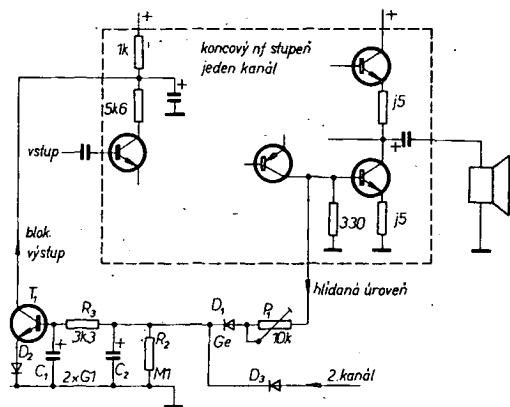 +
+
1k
koncový nf stupeň
jeden kanál
+
5k6
j5
vstup
+
330
j5
blok.
výstup
hlídaná úroveň
T1
R3
3k3
D1
Ge
P1
10k
D2
+
C1
+
C2
R2
M1
2×G1
D3
2. kanál